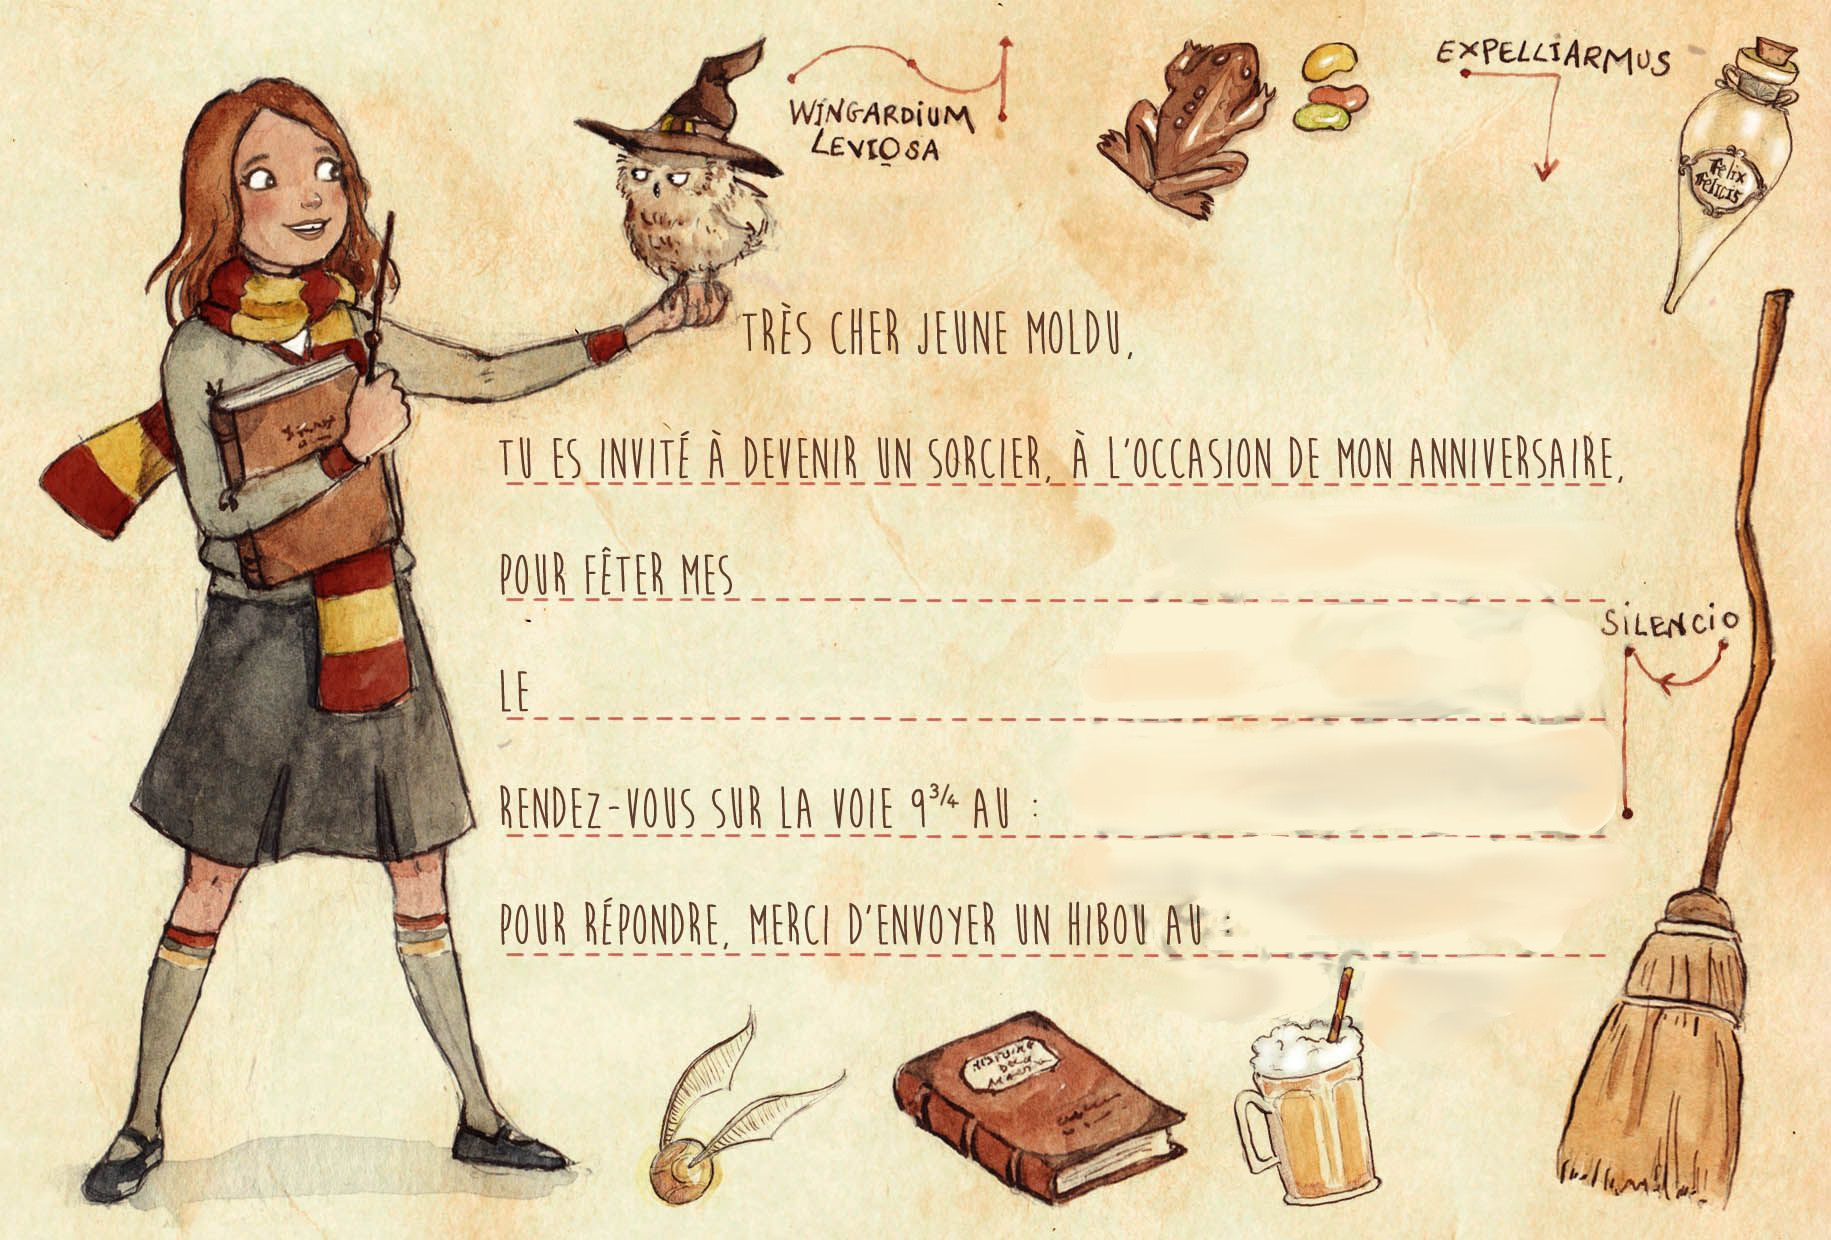 WINGARDIUM
LEVIOSA
EXPELLIARMUS
Felix
Felicis
TRÈS CHER JEUNE MOLDU,
TU ES INVITÉ À DEVENIR UN SORCIER, À L'OCCASION DE MON ANNIVERSAIRE,
POUR FÊTER MES
SILENCIO
LE
RENDEZ-VOUS SUR LA VOIE 9 3/4 AU :
POUR RÉPONDRE, MERCI D'ENVOYER UN HIBOU AU :
HISTOIRE
DE LA
MAGIE